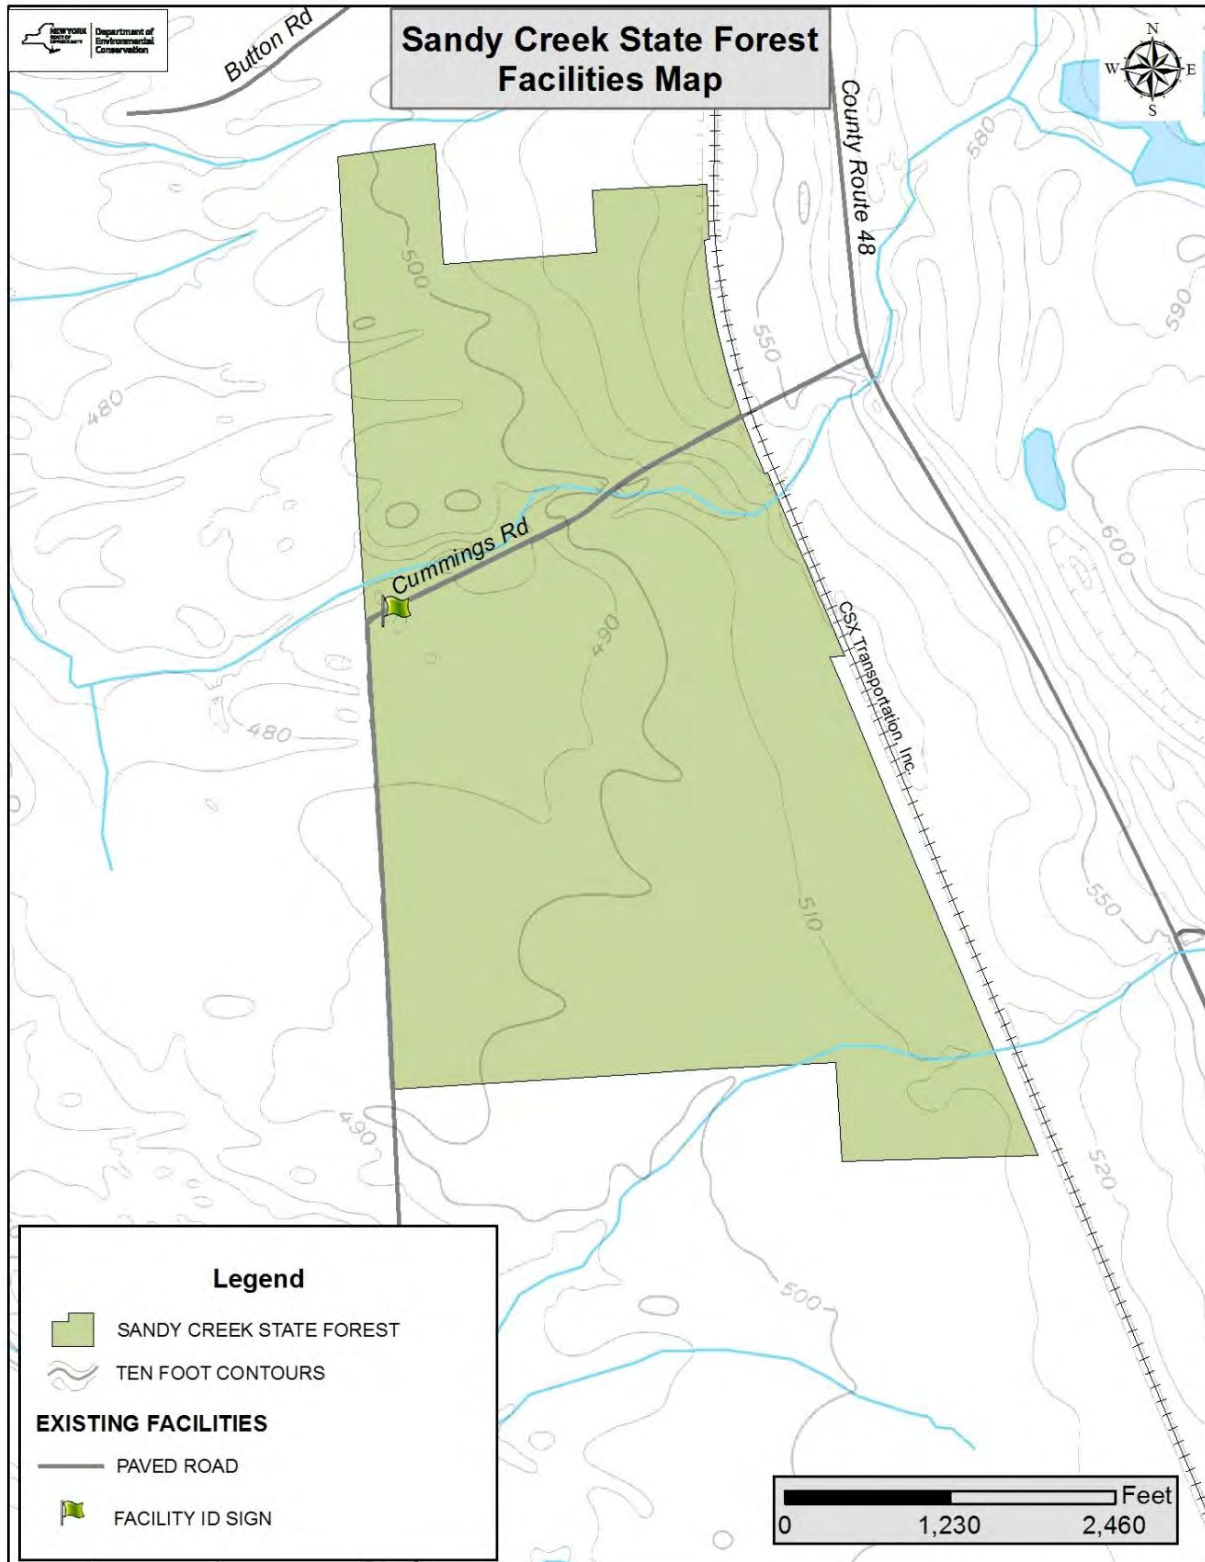 NEW YORK
STATE OF
OPPORTUNITY
Department of
Environmental
Conservation
Button Rd
Sandy Creek State Forest
Facilities Map
N
W
E
S
County Route 48
580
500
550
590
480
600
Cummings Rd
490
CSX Transportation, Inc.
480
510
550
490
520
500
Legend
SANDY CREEK STATE FOREST
TEN FOOT CONTOURS
EXISTING FACILITIES
PAVED ROAD
FACILITY ID SIGN
Feet
0 1,230 2,460